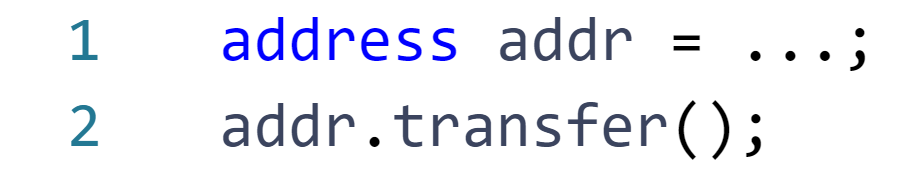 1 address addr = ...;
2 addr.transfer();